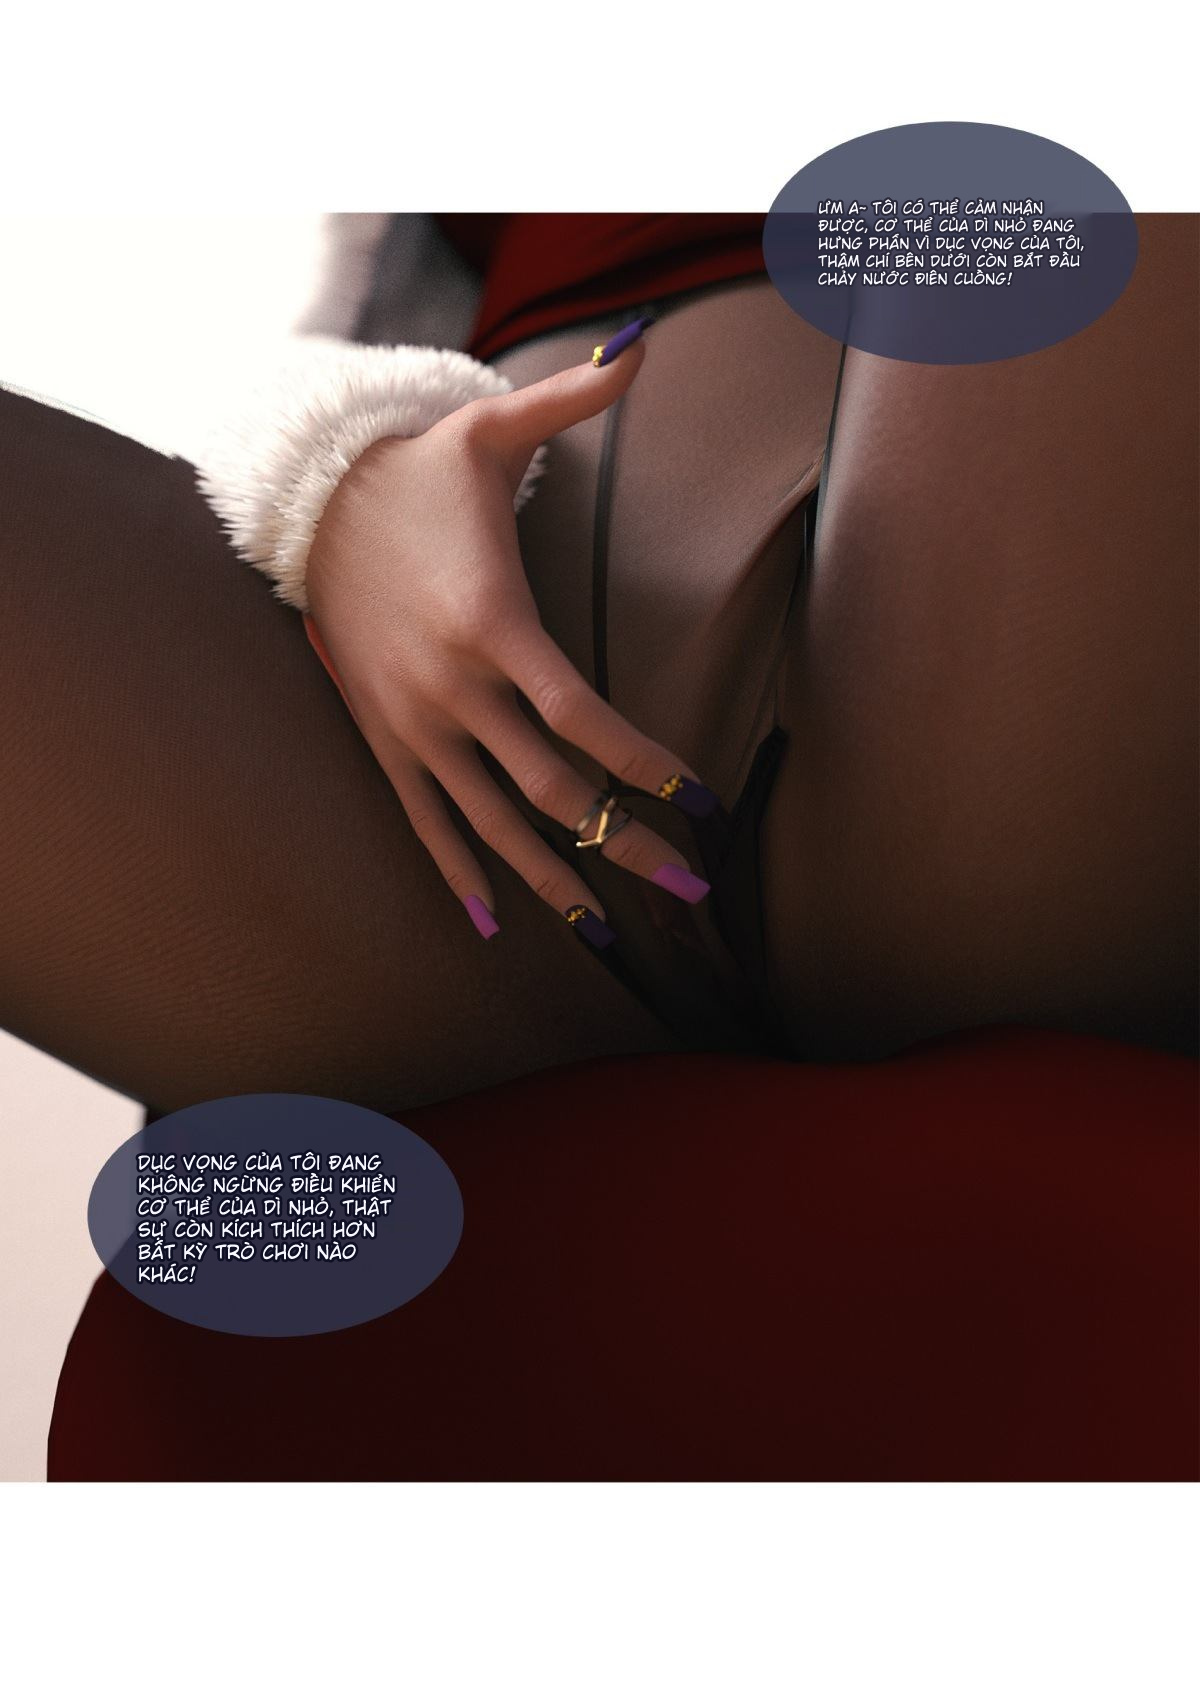 ƯM A~ TÔI CÓ THỂ CẢM NHẬN
ĐƯỢC, CƠ THỂ CỦA DÌ NHỎ ĐANG
HƯNG PHẤN VÌ DỤC VỌNG CỦA TÔI,
THẬM CHÍ BÊN DƯỚI CÒN BẮT ĐẦU
CHẢY NƯỚC ĐIÊN CUỒNG!
DỤC VỌNG CỦA TÔI ĐANG
KHÔNG NGỪNG ĐIỀU KHIỂN
CƠ THỂ CỦA DÌ NHỎ, THẬT
SỰ CÒN KÍCH THÍCH HƠN
BẤT KỲ TRÒ CHƠI NÀO
KHÁC!